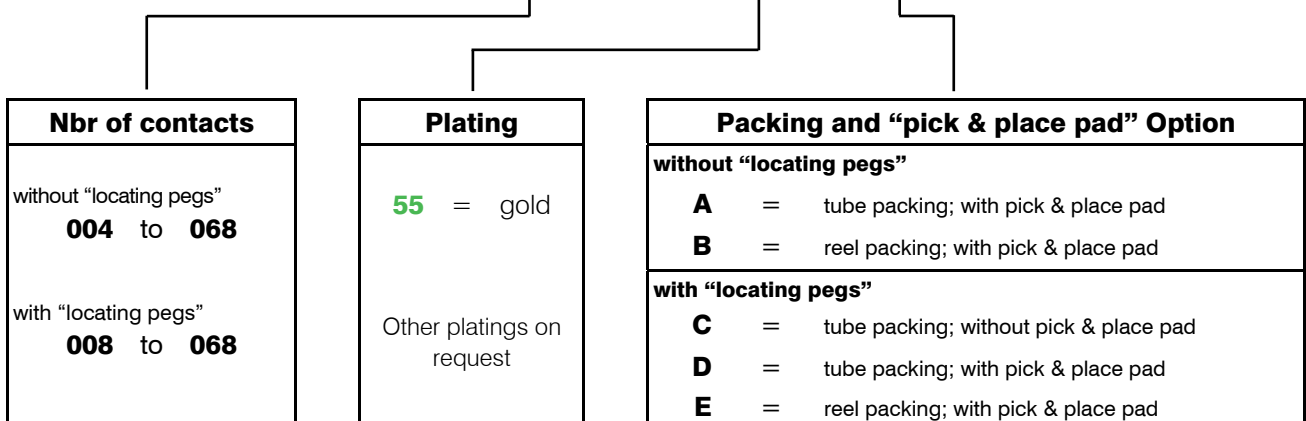 Nbr of contacts
without “locating pegs”
004 to 068
with “locating pegs”
008 to 068
Plating
55 = gold
Other platings on
request
Packing and “pick & place pad” Option
without “locating pegs”
A = tube packing; with pick & place pad
B = reel packing; with pick & place pad
with “locating pegs”
C = tube packing; without pick & place pad
D = tube packing; with pick & place pad
E = reel packing; with pick & place pad